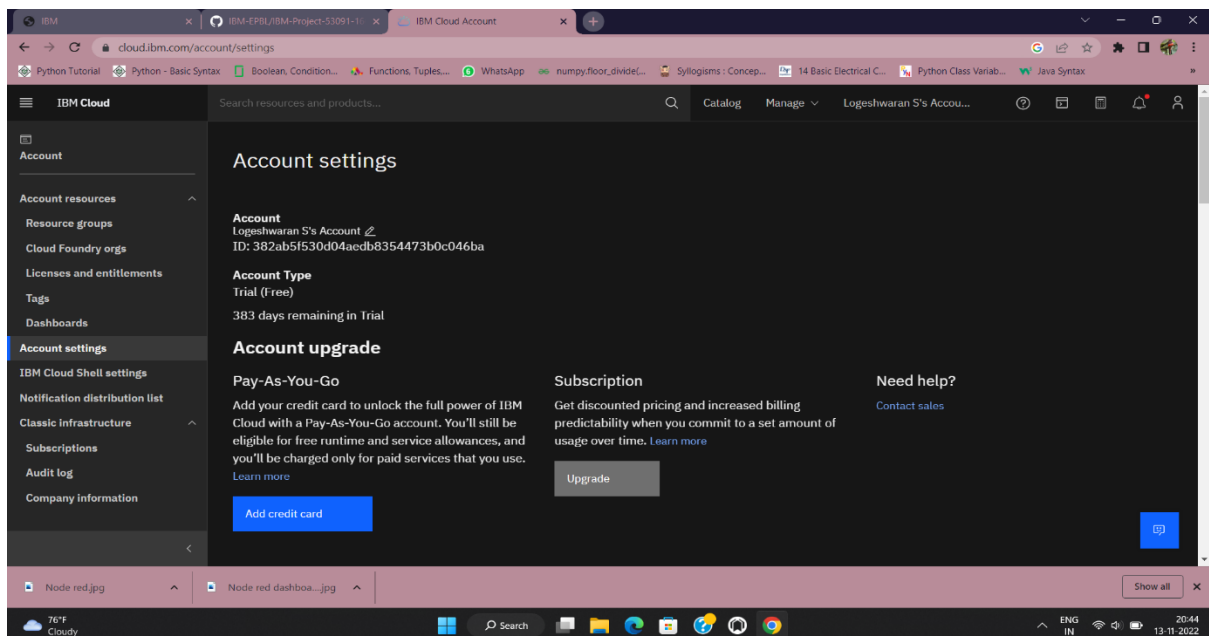 IBM
IBM-EPBL/IBM-Project-53091-16
IBM Cloud Account
cloud.ibm.com/account/settings
Python Tutorial
Python - Basic Syntax
Boolean, Condition...
Functions, Tuples,...
WhatsApp
numpy.floor_divide(...
Syllogisms : Concep...
14 Basic Electrical C...
Python Class Variab...
Java Syntax
IBM Cloud
Search resources and products...
Catalog
Manage
Logeshwaran S's Accou...
Account
Account resources
Resource groups
Cloud Foundry orgs
Licenses and entitlements
Tags
Dashboards
Account settings
IBM Cloud Shell settings
Notification distribution list
Classic infrastructure
Subscriptions
Audit log
Company information
Account settings
Account
Logeshwaran S's Account
ID: 382ab5f530d04aedb8354473b0c046ba
Account Type
Trial (Free)
383 days remaining in Trial
Account upgrade
Pay-As-You-Go
Add your credit card to unlock the full power of IBM
Cloud with a Pay-As-You-Go account. You'll still be
eligible for free runtime and service allowances, and
you'll be charged only for paid services that you use.
Learn more
Add credit card
Subscription
Get discounted pricing and increased billing
predictability when you commit to a set amount of
usage over time. Learn more
Upgrade
Need help?
Contact sales
Node red.jpg
Node red dashboa....jpg
Show all
76°F
Cloudy
Search
ENG
IN
20:44
13-11-2022